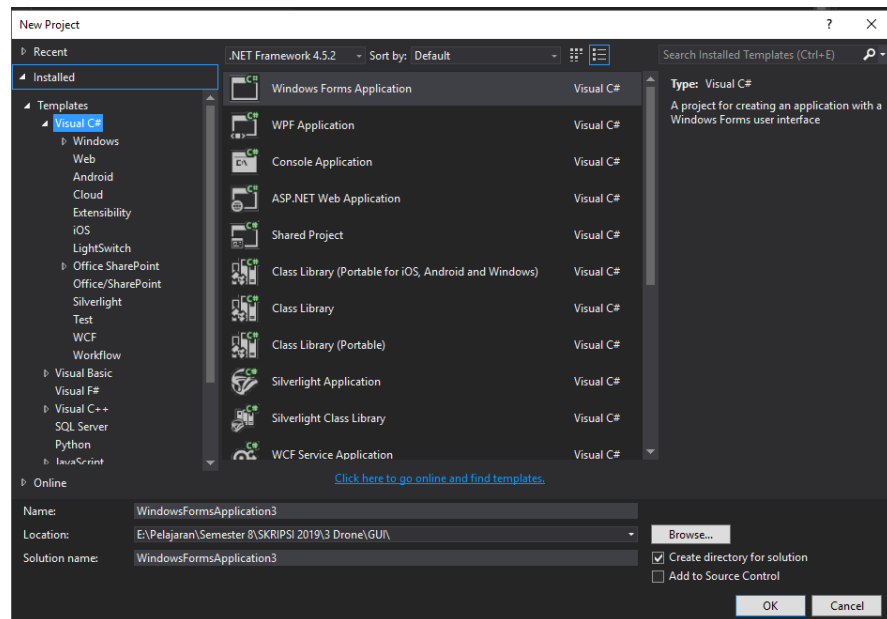 New Project
? X
Recent
.NET Framework 4.5.2 Sort by: Default
Search Installed Templates (Ctrl+E)
Installed
Templates
Visual C#
Windows
Web
Android
Cloud
Extensibility
iOS
LightSwitch
Office SharePoint
Office/SharePoint
Silverlight
Test
WCF
Workflow
Visual Basic
Visual F#
Visual C++
SQL Server
Python
JavaScript
Online
Windows Forms Application Visual C#
WPF Application Visual C#
Console Application Visual C#
ASP.NET Web Application Visual C#
Shared Project Visual C#
Class Library (Portable for iOS, Android and Windows) Visual C#
Class Library Visual C#
Class Library (Portable) Visual C#
Silverlight Application Visual C#
Silverlight Class Library Visual C#
WCF Service Application Visual C#
Click here to go online and find templates.
Type: Visual C#
A project for creating an application with a
Windows Forms user interface
Name: WindowsFormsApplication3
Location: E:\Pelajaran\Semester 8\SKRIPSI 2019\3 Drone\GUI\
Browse...
Solution name: WindowsFormsApplication3
Create directory for solution
Add to Source Control
OK Cancel